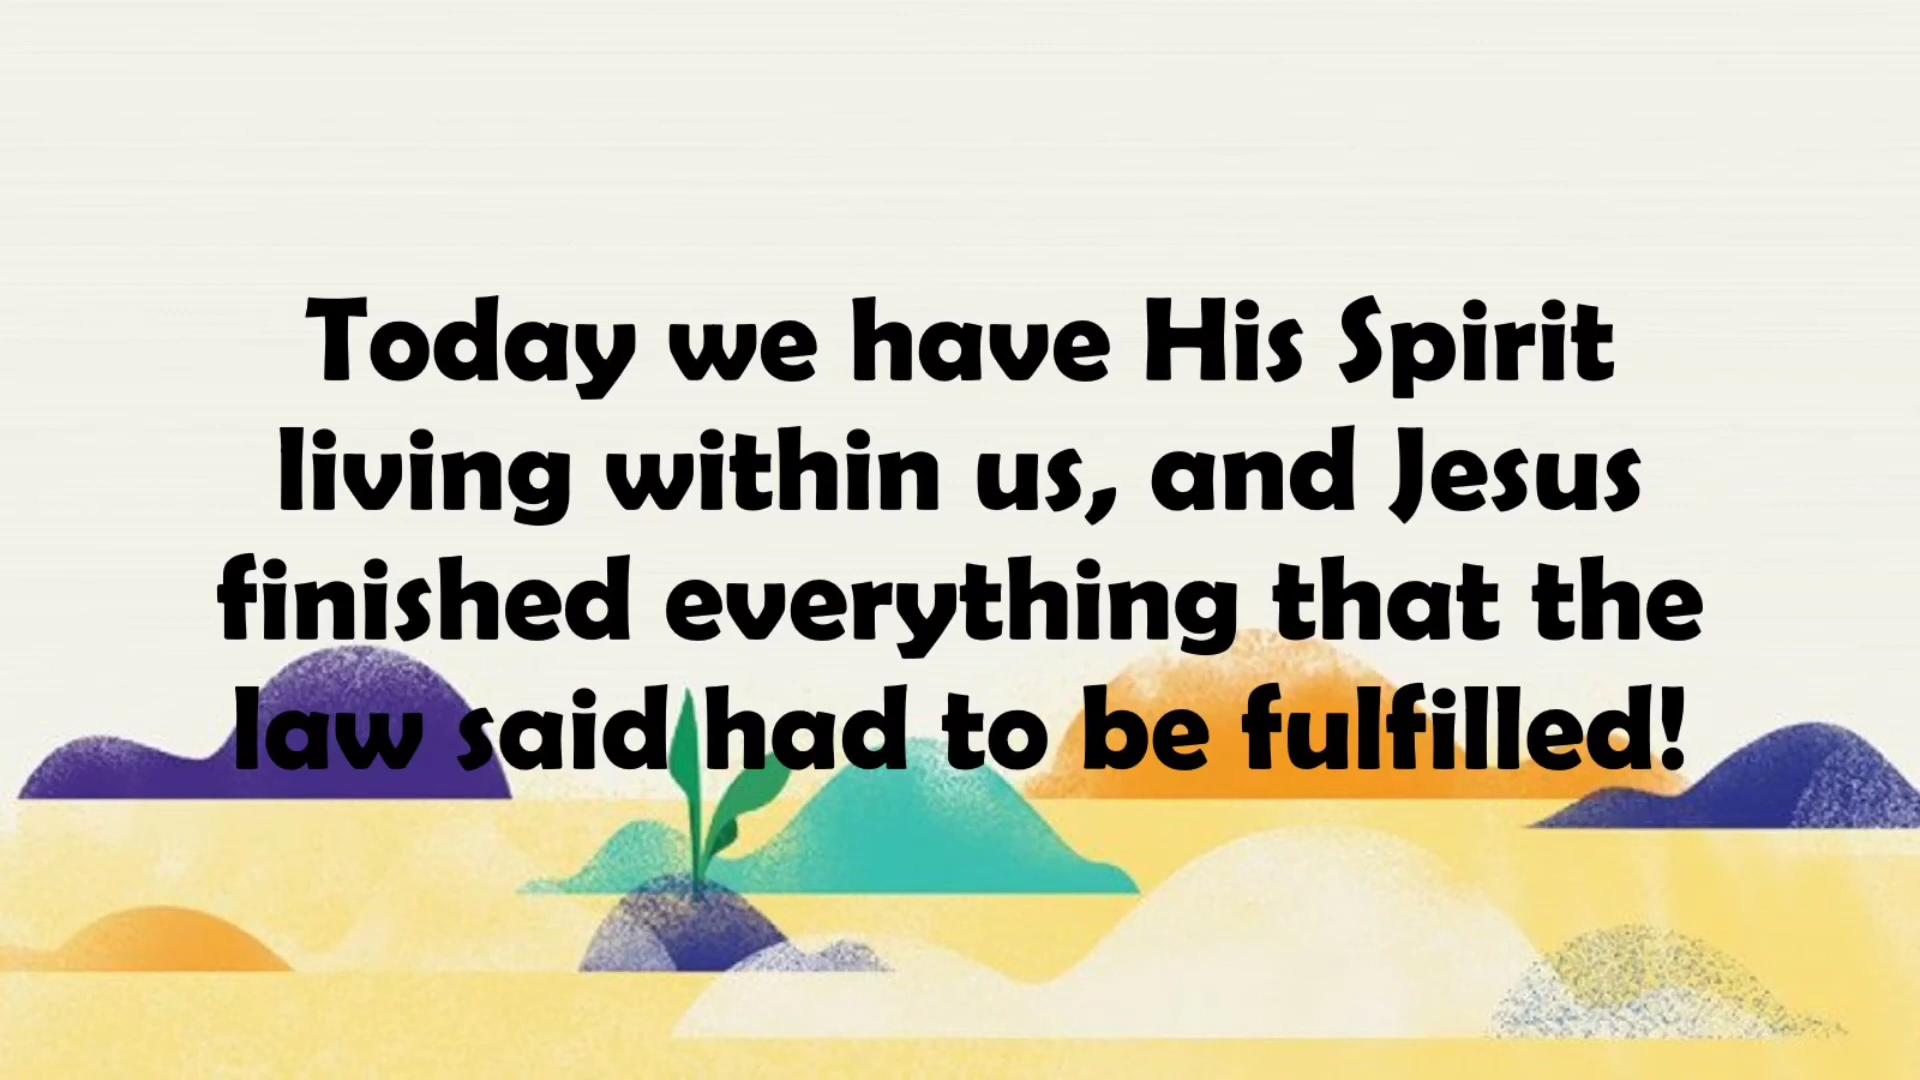 Today we have His Spirit
living within us, and Jesus
finished everything that the
law said had to be fulfilled!